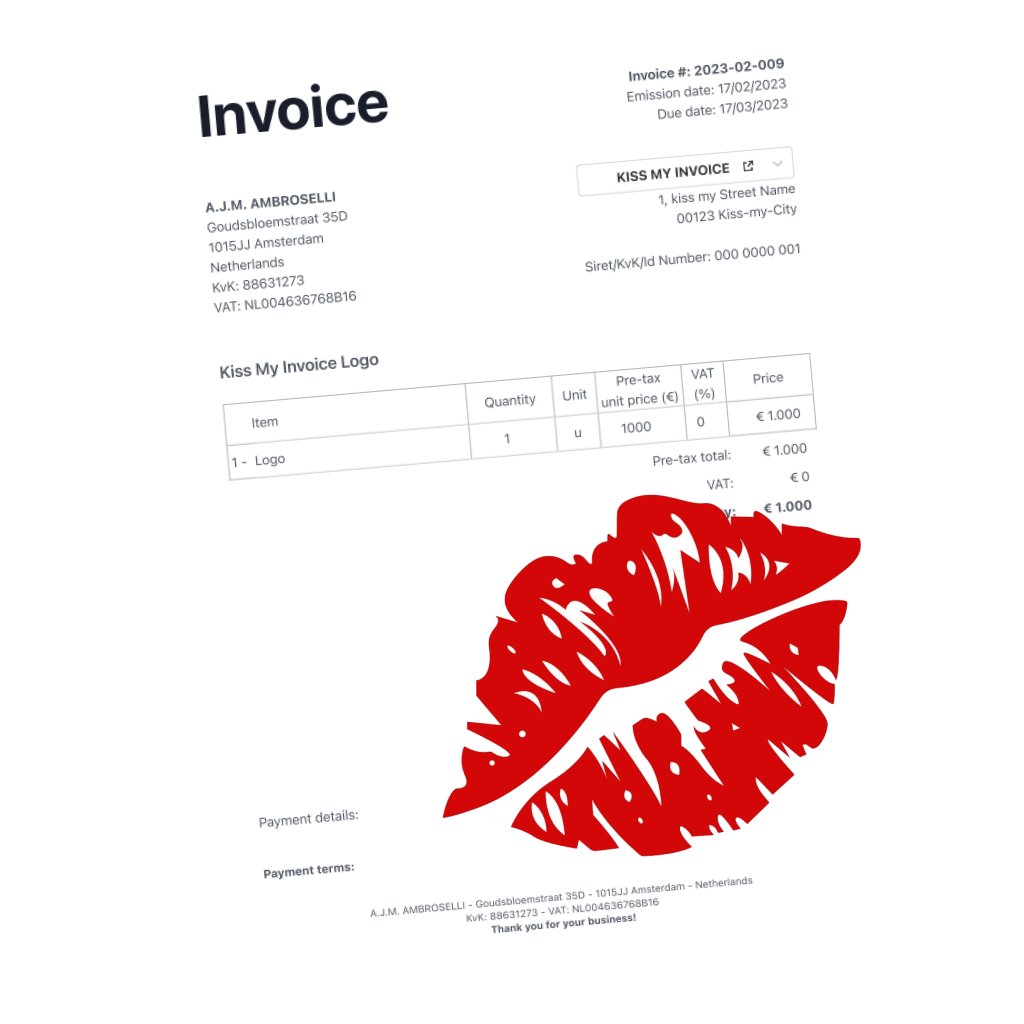 Invoice
Invoice #: 2023-02-009
Emission date: 17/02/2023
Due date: 17/03/2023
KISS MY INVOICE
1, kiss my Street Name
00123 Kiss-my-City
Siret/KvK/Id Number: 000 0000 001
A.J.M. AMBROSELLI
Goudsbloemstraat 35D
1015JJ Amsterdam
Netherlands
KvK: 88631273
VAT: NL004636768B16
Kiss My Invoice Logo
Item Quantity Unit Pre-tax unit price (€) VAT (%) Price
1 - Logo 1 u 1000 0 € 1.000
Pre-tax total: € 1.000
VAT: € 0
€ 1.000
Payment details:
Payment terms:
A.J.M. AMBROSELLI - Goudsbloemstraat 35D - 1015JJ Amsterdam - Netherlands
KvK: 88631273 - VAT: NL004636768B16
Thank you for your business!